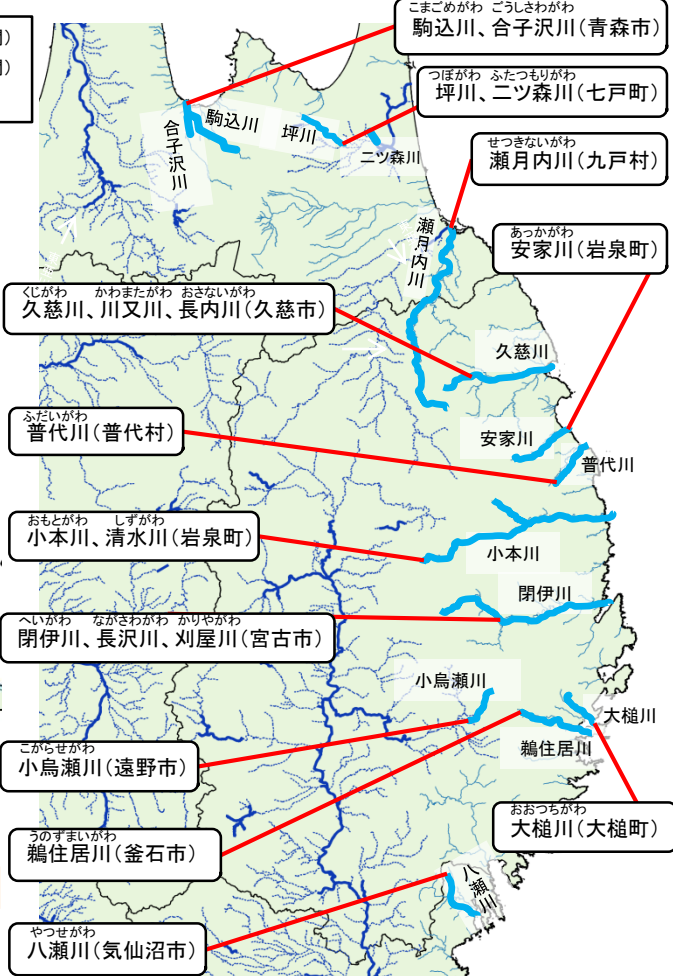 こまごめがわ ごうしさわがわ
駒込川、合子沢川(青森市)
つぼがわ ふたつもりがわ
坪川、二ツ森川(七戸町)
せつきないがわ
瀬月内川(九戸村)
あっかがわ
安家川(岩泉町)
駒込川
合子沢川
坪川
二ツ森川
瀬月内川
くじがわ かわまたがわ おさないがわ
久慈川、川又川、長内川(久慈市)
久慈川
ふだいがわ
普代川(普代村)
安家川
普代川
おもとがわ しずがわ
小本川、清水川(岩泉町)
小本川
閉伊川
へいがわ ながさわがわ かりやがわ
閉伊川、長沢川、刈屋川(宮古市)
小烏瀬川
大槌川
鵜住居川
こがらせがわ
小烏瀬川(遠野市)
おおつちがわ
大槌川(大槌町)
うのずまいがわ
鵜住居川(釜石市)
八瀬川
やつせがわ
八瀬川(気仙沼市)